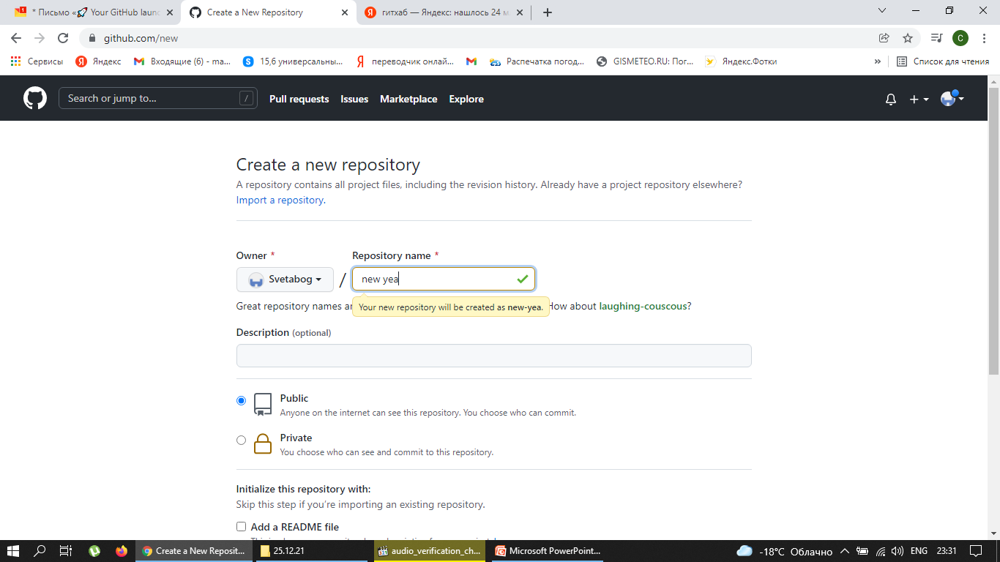 * Письмо «🚀 Your GitHub laun
Create a New Repository
гитхаб — Яндекс: нашлось 24 м
github.com/new
С
Сервисы
Яндекс
Входящие (6) - ma...
15,6 универсальны...
переводчик онлай...
Распечатка погод...
GISMETEO.RU: Пог...
Яндекс.Фотки
»
Список для чтения
Search or jump to...
/
Pull requests
Issues
Marketplace
Explore
Create a new repository
A repository contains all project files, including the revision history. Already have a project repository elsewhere?
Import a repository.
Owner *
Repository name *
Svetabog
/
new yea
Great repository names a
How about laughing-couscous?
Your new repository will be created as new-yea.
Description (optional)
Public
Anyone on the internet can see this repository. You choose who can commit.
Private
You choose who can see and commit to this repository.
Initialize this repository with:
Skip this step if you're importing an existing repository.
Add a README file
Create a New Reposit...
25.12.21
audio_verification_ch...
Microsoft PowerPoint...
-18°C Облачно
ENG
23:31